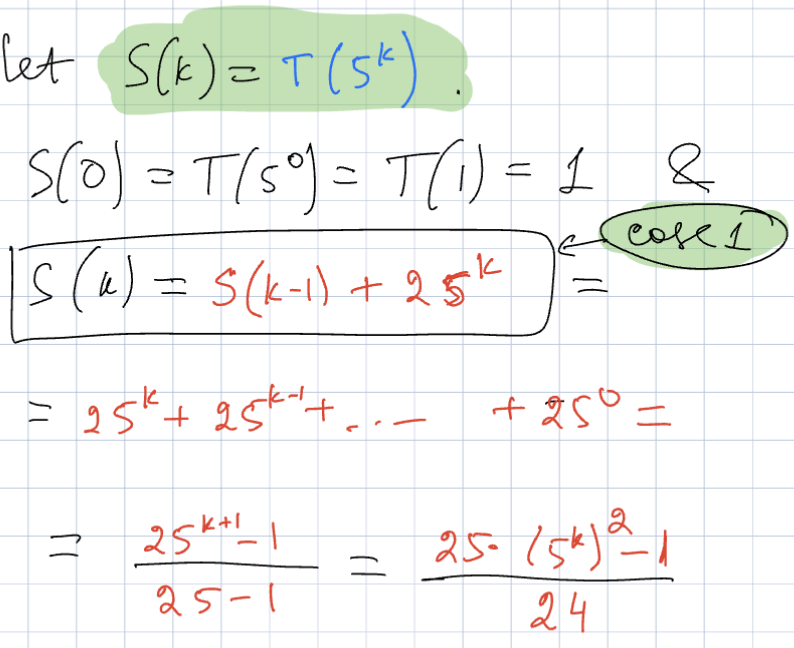 let S(k) = T(5^k).
S(0) = T(5^0) = T(1) = 1 &
case 1
S(k) = S(k-1) + 25^k =
= 25^k + 25^{k-1} + ... + 25^0 =
= \frac{25^{k+1} - 1}{25 - 1} = \frac{25 \cdot (5^k)^2 - 1}{24}